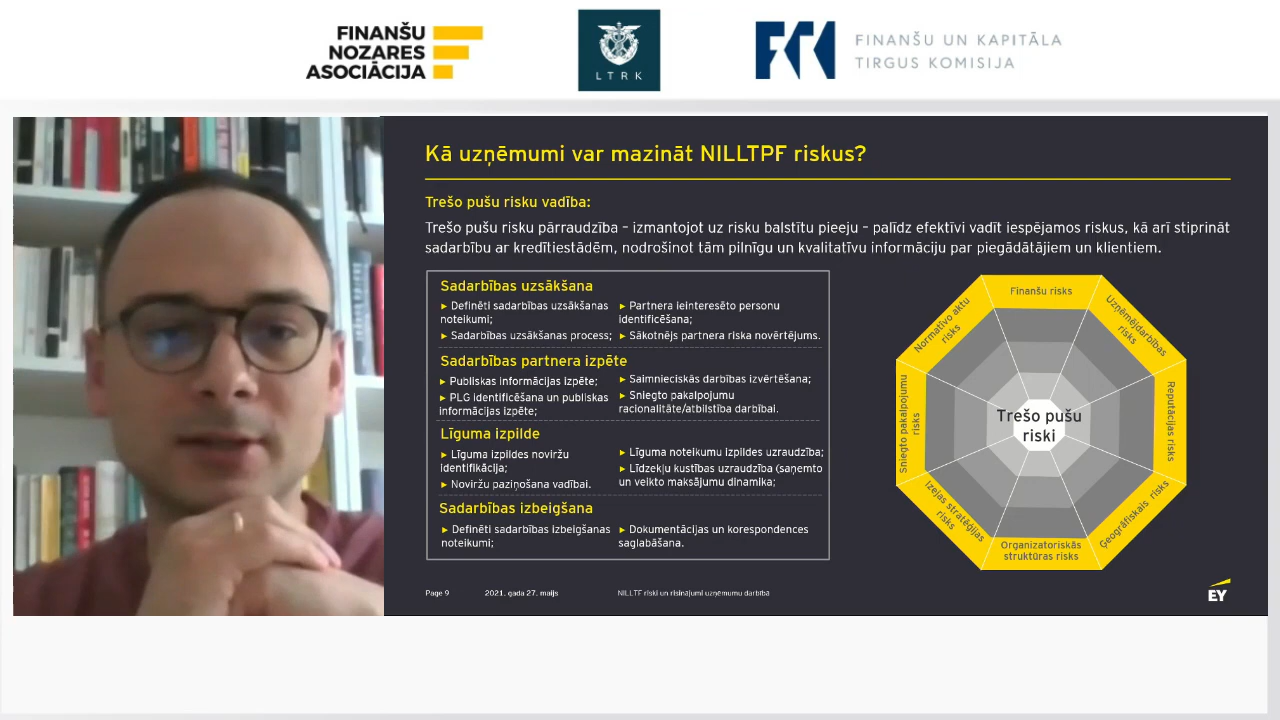 FINANŠU
NOZARES
ASOCIĀCIJA
LTRK
FKTK
FINANŠU UN KAPITĀLA
TIRGUS KOMISIJA
Kā uzņēmumi var mazināt NILLTPF riskus?
Trešo pušu risku vadība:
Trešo pušu risku pārraudzība – izmantojot uz risku balstītu pieeju – palīdz efektīvi vadīt iespējamos riskus, kā arī stiprināt
sadarbību ar kredītiestādēm, nodrošinot tām pilnīgu un kvalitatīvu informāciju par piegādātājiem un klientiem.
Sadarbības uzsākšana
► Definēti sadarbības uzsākšanas
noteikumi;
► Sadarbības uzsākšanas process;
► Partnera ieinteresēto personu
identificēšana;
► Sākotnējs partnera riska novērtējums.
Sadarbības partnera izpēte
► Publiskas informācijas izpēte;
► PLG identificēšana un publiskas
informācijas izpēte;
► Saimnieciskās darbības izvērtēšana;
► Sniegto pakalpojumu
racionalitāte/atbilstība darbībai.
Līguma izpilde
► Līguma izpildes noviržu
identifikācija;
► Noviržu paziņošana vadībai.
► Līguma noteikumu izpildes uzraudzība;
► Līdzekļu kustības uzraudzība (saņemto
un veikto maksājumu dinamika;
Sadarbības izbeigšana
► Definēti sadarbības izbeigšanas
noteikumi;
► Dokumentācijas un korespondences
saglabāšana.
Finanšu risks
Uzņēmējdarbības
risks
Reputācijas risks
Ģeogrāfiskais risks
Organizatoriskās
struktūras risks
Izejas stratēģijas
risks
Sniegto pakalpojumu
risks
Normatīvo aktu
risks
Trešo pušu
riski
Page 9
2021. gada 27. maijs
NILLTF riski un risinājumi uzņēmumu darbībā
EY